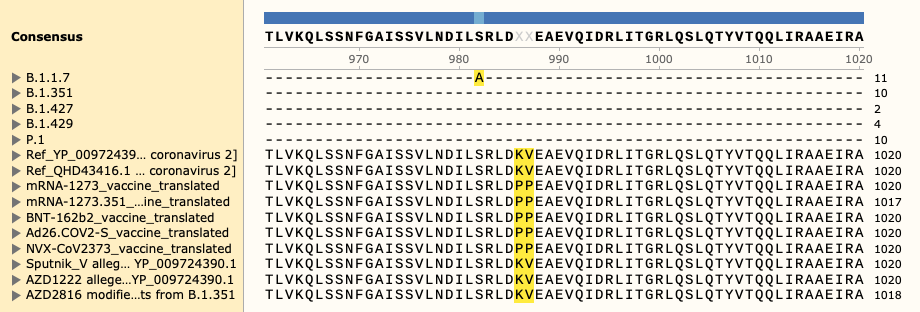 Consensus TLVKQLSSNFGAISSVLNDILSRLDXXEAEVQIDRLITGRLQSLQTYVTQQLIRAAEIRA
970 980 990 1000 1010 1020
B.1.1.7 ----------------------A-------------------------------------- 11
B.1.351 ------------------------------------------------------------ 10
B.1.427 ------------------------------------------------------------ 2
B.1.429 ------------------------------------------------------------ 4
P.1 ------------------------------------------------------------ 10
Ref_YP_00972439... coronavirus 2] TLVKQLSSNFGAISSVLNDILSRLDKVEAEVQIDRLITGRLQSLQTYVTQQLIRAAEIRA 1020
Ref_QHD43416.1 ... coronavirus 2] TLVKQLSSNFGAISSVLNDILSRLDKVEAEVQIDRLITGRLQSLQTYVTQQLIRAAEIRA 1020
mRNA-1273_vaccine_translated TLVKQLSSNFGAISSVLNDILSRLDPPEAEVQIDRLITGRLQSLQTYVTQQLIRAAEIRA 1020
mRNA-1273.351_...ine_translated TLVKQLSSNFGAISSVLNDILSRLDPPEAEVQIDRLITGRLQSLQTYVTQQLIRAAEIRA 1017
BNT-162b2_vaccine_translated TLVKQLSSNFGAISSVLNDILSRLDPPEAEVQIDRLITGRLQSLQTYVTQQLIRAAEIRA 1020
Ad26.COV2-S_vaccine_translated TLVKQLSSNFGAISSVLNDILSRLDPPEAEVQIDRLITGRLQSLQTYVTQQLIRAAEIRA 1020
NVX-CoV2373_vaccine_translated TLVKQLSSNFGAISSVLNDILSRLDPPEAEVQIDRLITGRLQSLQTYVTQQLIRAAEIRA 1020
Sputnik_V alleg... YP_009724390.1 TLVKQLSSNFGAISSVLNDILSRLDKVEAEVQIDRLITGRLQSLQTYVTQQLIRAAEIRA 1020
AZD1222 allege...YP_009724390.1 TLVKQLSSNFGAISSVLNDILSRLDKVEAEVQIDRLITGRLQSLQTYVTQQLIRAAEIRA 1020
AZD2816 modifie...ts from B.1.351 TLVKQLSSNFGAISSVLNDILSRLDKVEAEVQIDRLITGRLQSLQTYVTQQLIRAAEIRA 1018